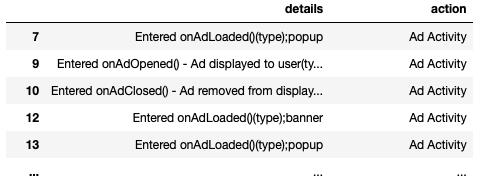 details action
7 Entered onAdLoaded()(type);popup Ad Activity
9 Entered onAdOpened() - Ad displayed to user(ty... Ad Activity
10 Entered onAdClosed() - Ad removed from display... Ad Activity
12 Entered onAdLoaded()(type);banner Ad Activity
13 Entered onAdLoaded()(type);popup Ad Activity
... ... ...